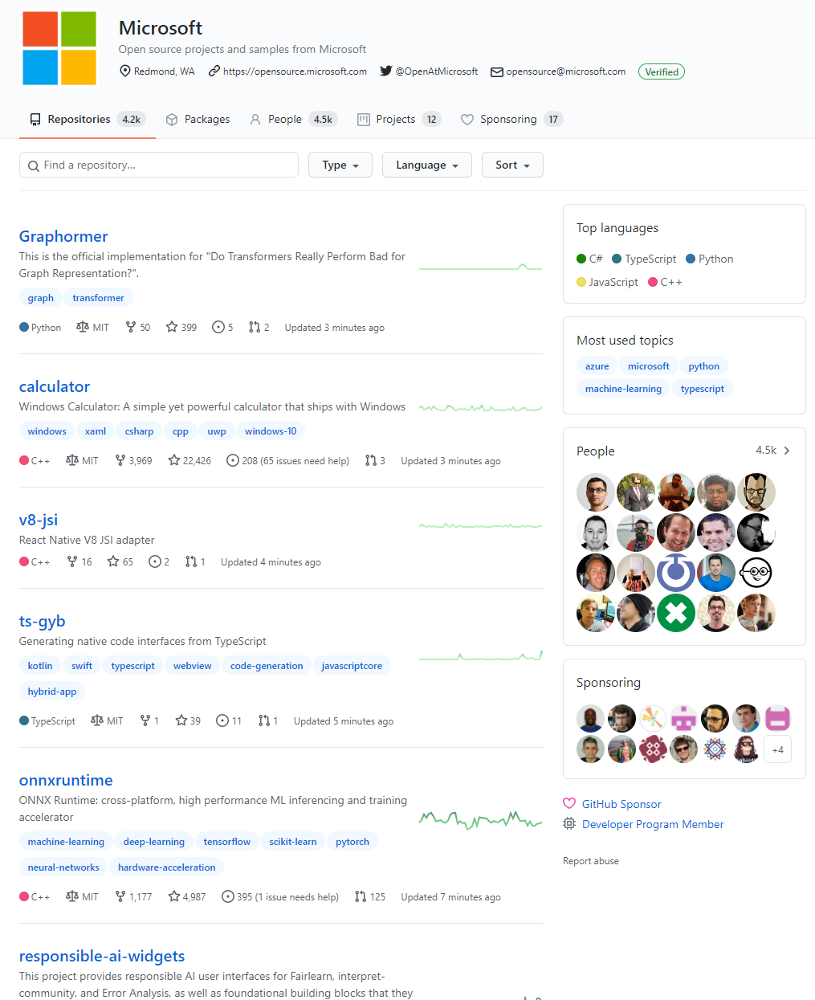 Microsoft
Open source projects and samples from Microsoft
Redmond, WA https://opensource.microsoft.com @OpenAtMicrosoft opensource@microsoft.com Verified
Repositories 4.2k Packages People 4.5k Projects 12 Sponsoring 17
Find a repository... Type Language Sort
Graphormer
This is the official implementation for "Do Transformers Really Perform Bad for
Graph Representation?".
graph transformer
Python MIT 50 399 5 2 Updated 3 minutes ago
calculator
Windows Calculator: A simple yet powerful calculator that ships with Windows
windows xaml csharp cpp uwp windows-10
C++ MIT 3,969 22,426 208 (65 issues need help) 3 Updated 3 minutes ago
v8-jsi
React Native V8 JSI adapter
C++ 16 65 2 1 Updated 4 minutes ago
ts-gyb
Generating native code interfaces from TypeScript
kotlin swift typescript webview code-generation javascriptcore
hybrid-app
TypeScript MIT 1 39 11 1 Updated 5 minutes ago
onnxruntime
ONNX Runtime: cross-platform, high performance ML inferencing and training
accelerator
machine-learning deep-learning tensorflow scikit-learn pytorch
neural-networks hardware-acceleration
C++ MIT 1,177 4,987 395 (1 issue needs help) 125 Updated 7 minutes ago
responsible-ai-widgets
This project provides responsible AI user interfaces for Fairlearn, interpret-
community, and Error Analysis, as well as foundational building blocks that they
Top languages
C# TypeScript Python
JavaScript C++
Most used topics
azure microsoft python
machine-learning typescript
People 4.5k
Sponsoring
+4
GitHub Sponsor
Developer Program Member
Report abuse